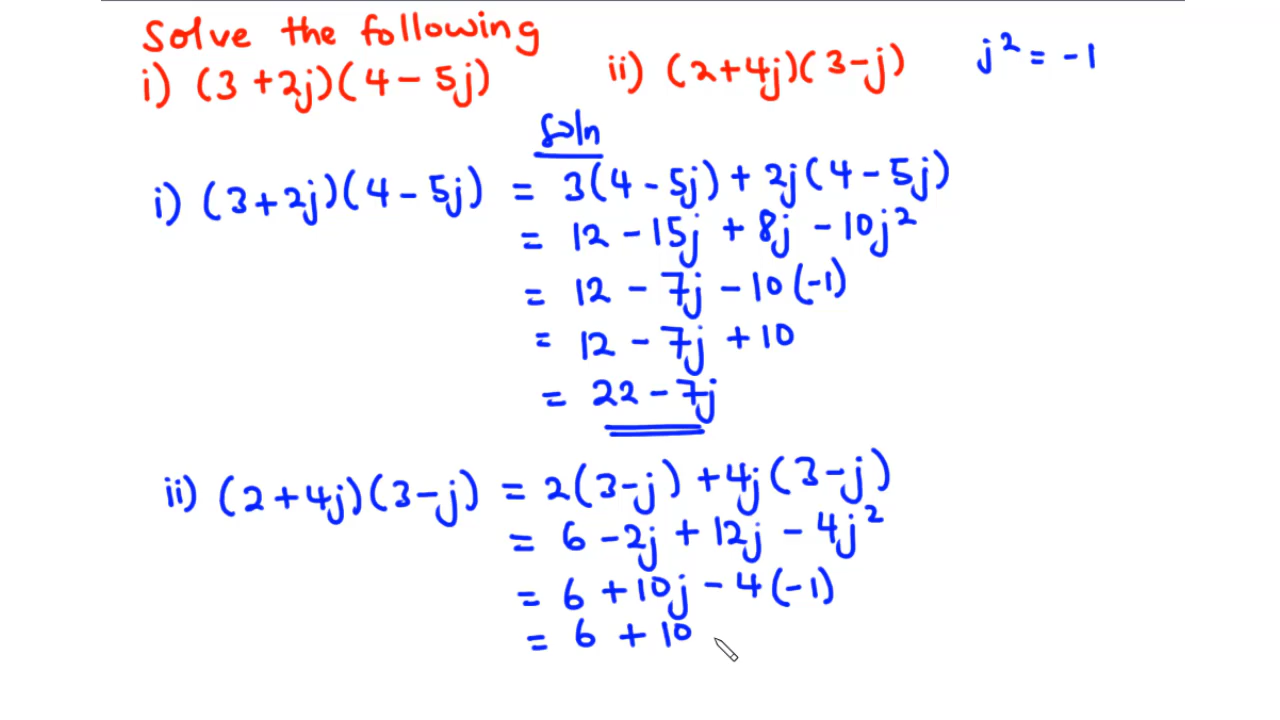 Solve the following
i) (3 + 2j)(4 - 5j) ii) (2 + 4j)(3 - j) j² = -1
soln
i) (3 + 2j)(4 - 5j) = 3(4 - 5j) + 2j(4 - 5j)
= 12 - 15j + 8j - 10j²
= 12 - 7j - 10(-1)
= 12 - 7j + 10
= 22 - 7j
ii) (2 + 4j)(3 - j) = 2(3 - j) + 4j(3 - j)
= 6 - 2j + 12j - 4j²
= 6 + 10j - 4(-1)
= 6 + 10